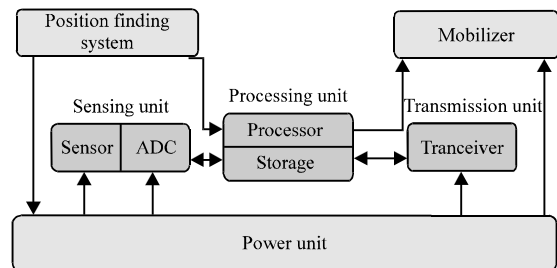 Position finding
system
Mobilizer
Processing unit
Sensing unit
Transmission unit
Processor
Sensor
ADC
Storage
Tranceiver
Power unit